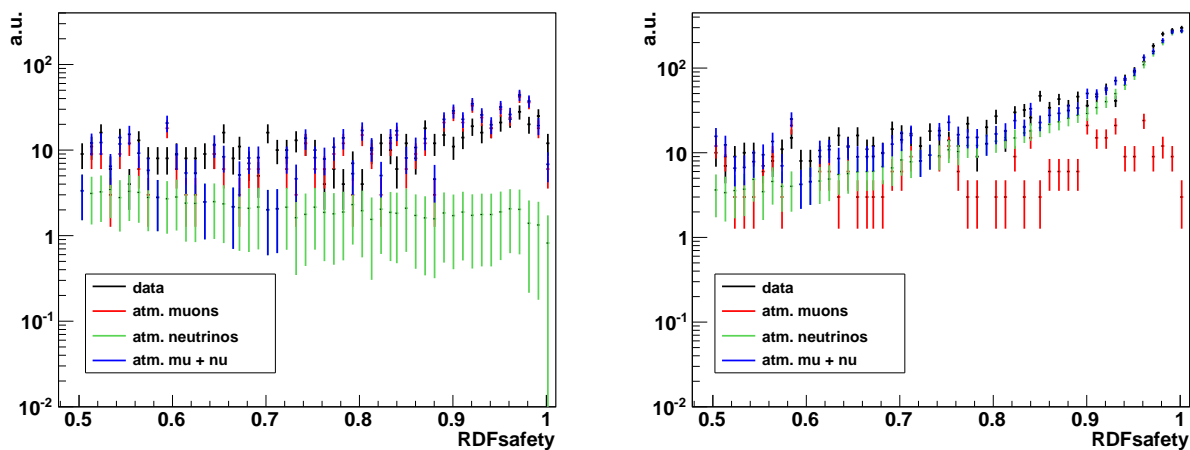 a.u.
10²
10
1
10⁻¹
10⁻²
0.5 0.6 0.7 0.8 0.9 1
RDFsafety
data
atm. muons
atm. neutrinos
atm. mu + nu
a.u.
10²
10
1
10⁻¹
10⁻²
0.5 0.6 0.7 0.8 0.9 1
RDFsafety
data
atm. muons
atm. neutrinos
atm. mu + nu